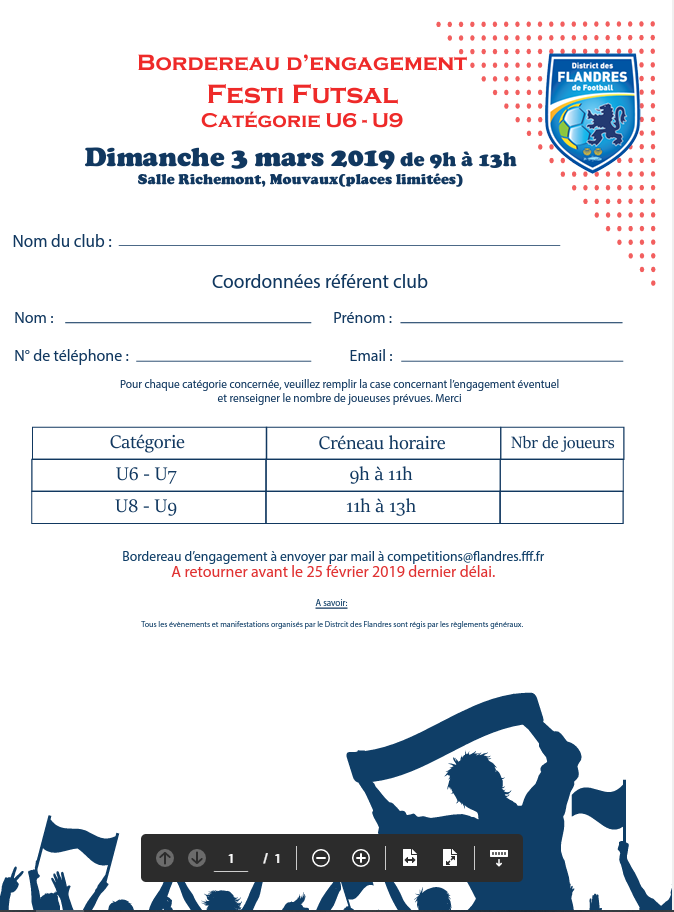 BORDEREAU D'ENGAGEMENT
FESTI FUTSAL
CATÉGORIE U6 - U9
District des
FLANDRES
de Football
Dimanche 3 mars 2019 de 9h à 13h
Salle Richemont, Mouvaux(places limitées)
Nom du club :
Coordonnées référent club
Nom : Prénom :
N° de téléphone : Email :
Pour chaque catégorie concernée, veuillez remplir la case concernant l'engagement éventuel
et renseigner le nombre de joueuses prévues. Merci
Catégorie Créneau horaire Nbr de joueurs
U6 - U7 9h à 11h
U8 - U9 11h à 13h
Bordereau d'engagement à envoyer par mail à competitions@flandres.fff.fr
A retourner avant le 25 février 2019 dernier délai.
A savoir:
Tous les évènements et manifestations organisés par le Distrcit des Flandres sont régis par les règlements généraux.
1 / 1